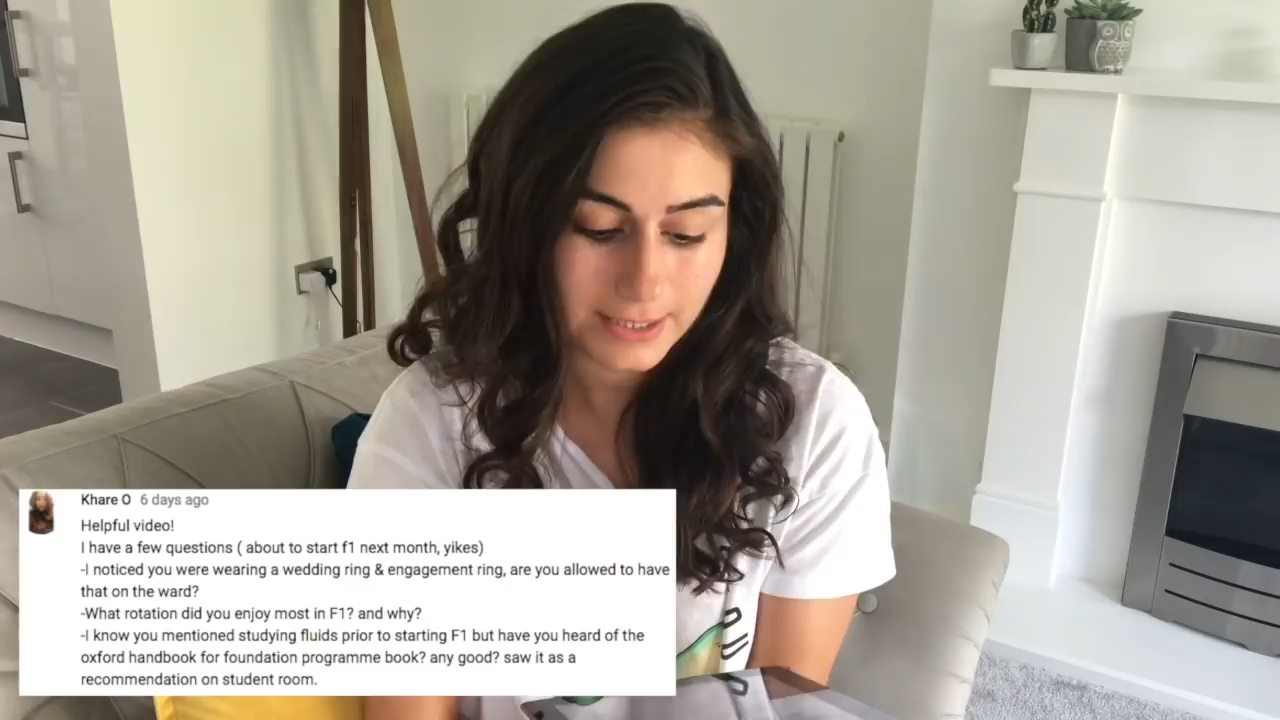 Khare O 6 days ago
Helpful video!
I have a few questions ( about to start f1 next month, yikes)
-I noticed you were wearing a wedding ring & engagement ring, are you allowed to have
that on the ward?
-What rotation did you enjoy most in F1? and why?
-I know you mentioned studying fluids prior to starting F1 but have you heard of the
oxford handbook for foundation programme book? any good? saw it as a
recommendation on student room.